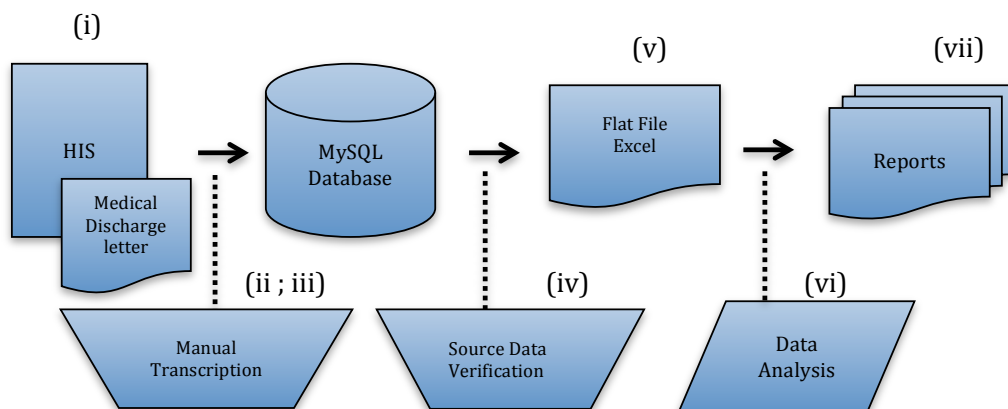 (i)
HIS
Medical
Discharge
letter
MySQL
Database
(v)
Flat File
Excel
(vii)
Reports
(ii ; iii)
Manual
Transcription
(iv)
Source Data
Verification
(vi)
Data
Analysis